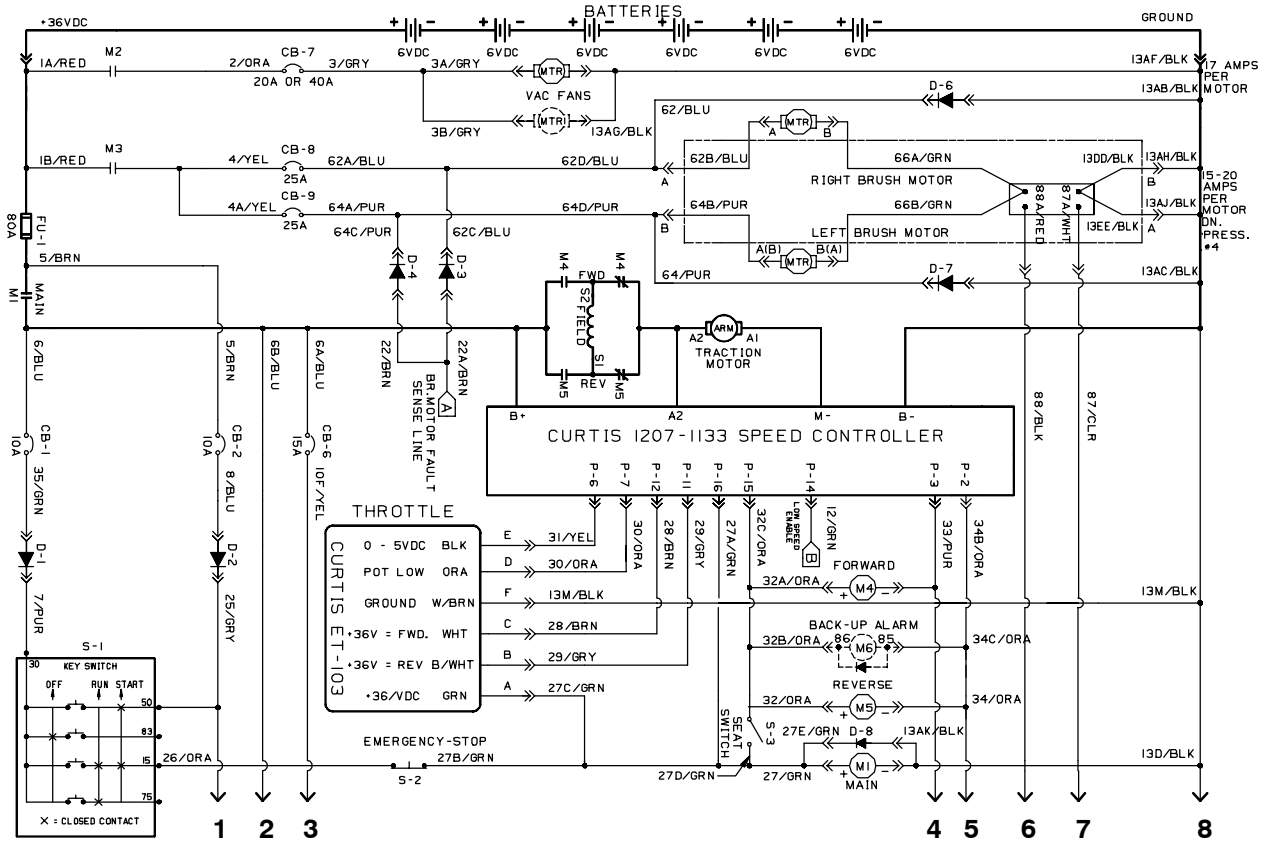 BATTERIES
+36VDC
+ - + - + - + - + - + -
GROUND
6VDC 6VDC 6VDC 6VDC 6VDC 6VDC
1A/RED
M2
2/ORA
CB-7
20A OR 40A
3/GRY
3A/GRY
MTR
VAC FANS
MTR1
3B/GRY
13AG/BLK
13AF/BLK
17 AMPS
PER
MOTOR
62/BLU
D-6
13AB/BLK
1B/RED
M3
4/YEL
CB-8
25A
62A/BLU
62D/BLU
A
62B/BLU
A
MTR
B
66A/GRN
RIGHT BRUSH MOTOR
13DD/BLK
13AH/BLK
B
4A/YEL
CB-9
25A
64A/PUR
64D/PUR
B
64B/PUR
66B/GRN
LEFT BRUSH MOTOR
88A/RED
87A/WHT
13EE/BLK
13AJ/BLK
A
15-20
AMPS
PER
MOTOR
DN.
PRESS.
#4
64C/PUR
62C/BLU
A(B)
MTR
B(A)
64/PUR
D-7
13AC/BLK
FU-1
80A
5/BRN
MAIN
M1
D-4
D-3
M4
FWD
M4
S2
FIELD
S1
M5
REV
M5
A2
ARM
A1
TRACTION
MOTOR
6/BLU
5/BRN
6B/BLU
6A/BLU
22/BRN
22A/BRN
A
BR.MOTOR FAULT
SENSE LINE
88/BLK
87/CLR
B+
A2
M-
B-
CURTIS 1207-1133 SPEED CONTROLLER
P-6
P-7
P-12
P-11
P-16
P-15
P-14
P-3
P-2
CB-1
10A
CB-2
10A
CB-6
15A
35/GRN
8/BLU
10F/YEL
D-1
D-2
7/PUR
25/GRY
31/YEL
30/ORA
28/BRN
29/GRY
27A/GRN
32C/ORA
LOW SPEED
ENABLE
12/GRN
B
33/PUR
34B/ORA
THROTTLE
CURTIS ET-103
0 - 5VDC BLK
E
POT LOW ORA
D
30/ORA
GROUND W/BRN
F
13M/BLK
+36V = FWD. WHT
C
28/BRN
+36V = REV B/WHT
B
29/GRY
+36/VDC GRN
A
27C/GRN
FORWARD
32A/ORA
+ M4 -
13M/BLK
BACK-UP ALARM
32B/ORA
86 M6 85
34C/ORA
REVERSE
32/ORA
+ M5 -
34/ORA
SEAT
SWITCH
S-3
27E/GRN
D-8
13AK/BLK
27D/GRN
27/GRN
+ M1 -
MAIN
13D/BLK
S-1
30
KEY SWITCH
OFF RUN START
50
83
15
75
X = CLOSED CONTACT
26/ORA
EMERGENCY-STOP
S-2
27B/GRN
1 2 3 4 5 6 7 8